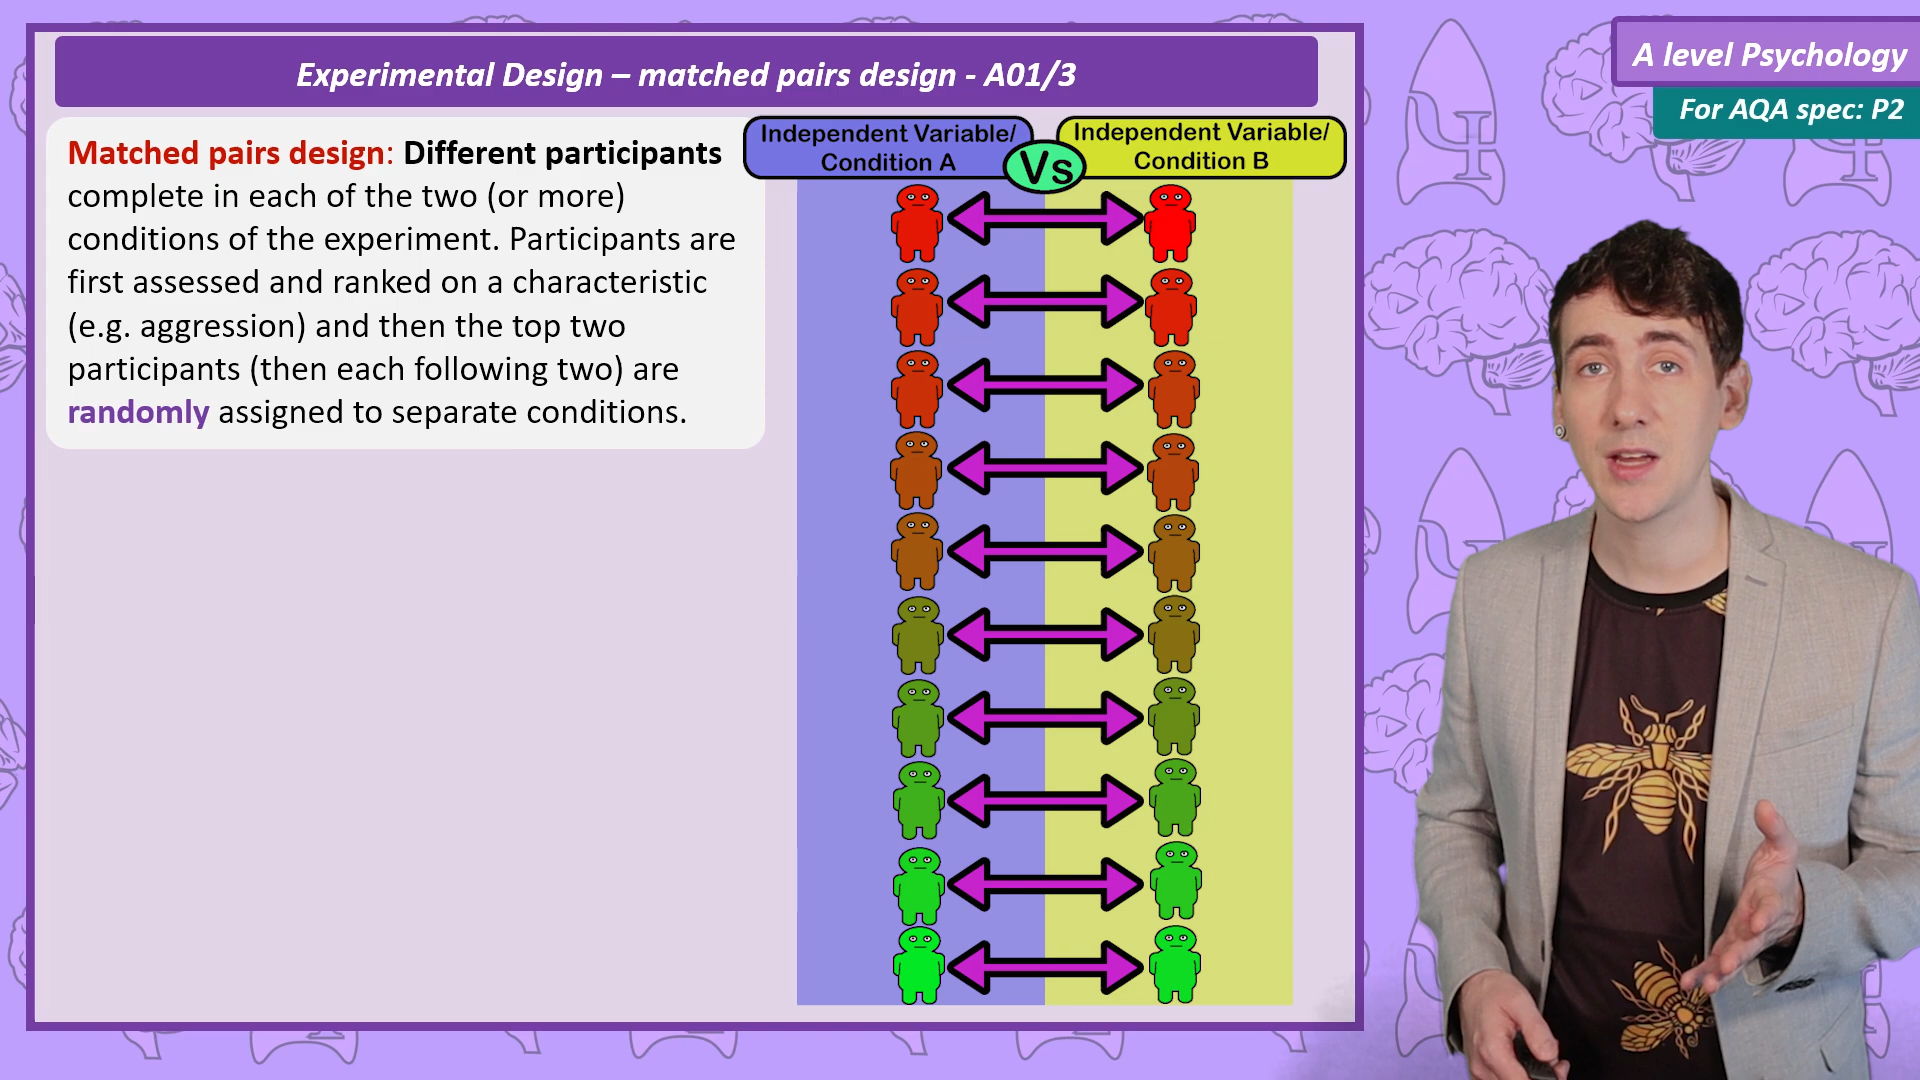 Experimental Design – matched pairs design - A01/3
A level Psychology
For AQA spec: P2
Matched pairs design: Different participants
complete in each of the two (or more)
conditions of the experiment. Participants are
first assessed and ranked on a characteristic
(e.g. aggression) and then the top two
participants (then each following two) are
randomly assigned to separate conditions.
Independent Variable/
Condition A
Vs
Independent Variable/
Condition B